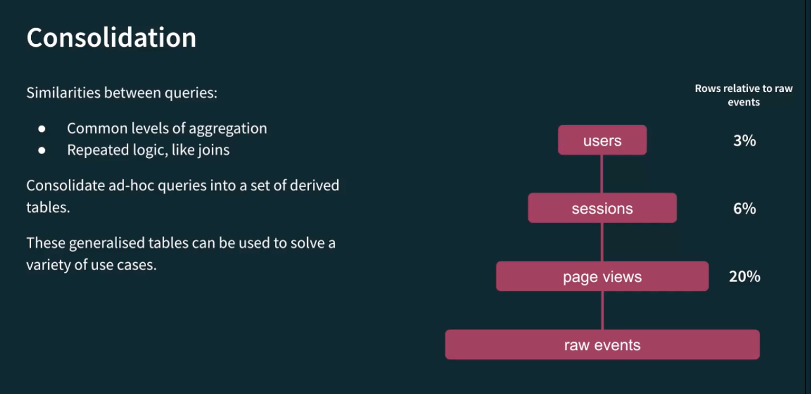 Consolidation
Similarities between queries:
● Common levels of aggregation
● Repeated logic, like joins
Consolidate ad-hoc queries into a set of derived
tables.
These generalised tables can be used to solve a
variety of use cases.
Rows relative to raw
events
users 3%
sessions 6%
page views 20%
raw events